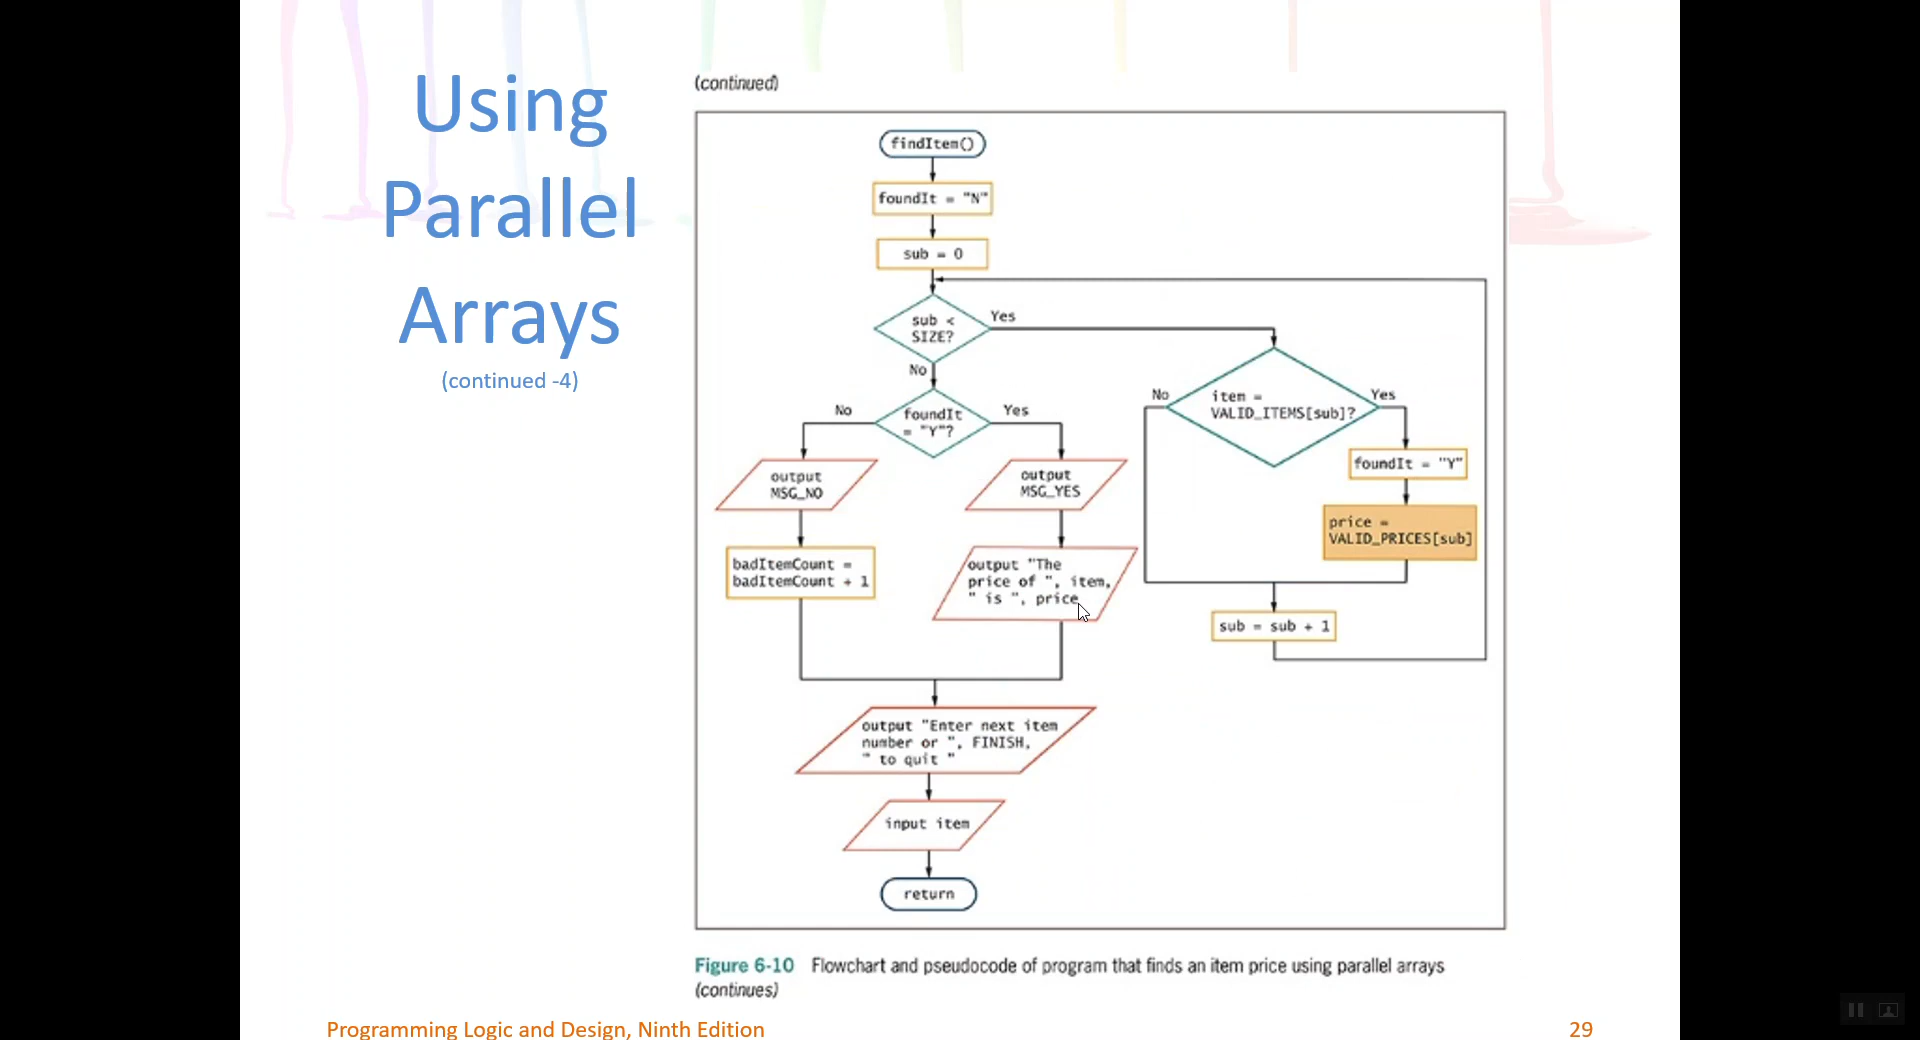 Using
Parallel
Arrays
(continued -4)
(continued)
findItem()
foundIt = "N"
sub = 0
sub <
SIZE?
Yes
No
item =
VALID_ITEMS[sub]?
No
Yes
foundIt = "Y"
price =
VALID_PRICES[sub]
sub = sub + 1
foundIt
= "Y"?
No
Yes
output
MSG_NO
badItemCount =
badItemCount + 1
output
MSG_YES
output "The
price of ", item,
" is ", price
output "Enter next item
number or ", FINISH,
" to quit "
input item
return
Figure 6-10 Flowchart and pseudocode of program that finds an item price using parallel arrays
(continues)
Programming Logic and Design, Ninth Edition
29